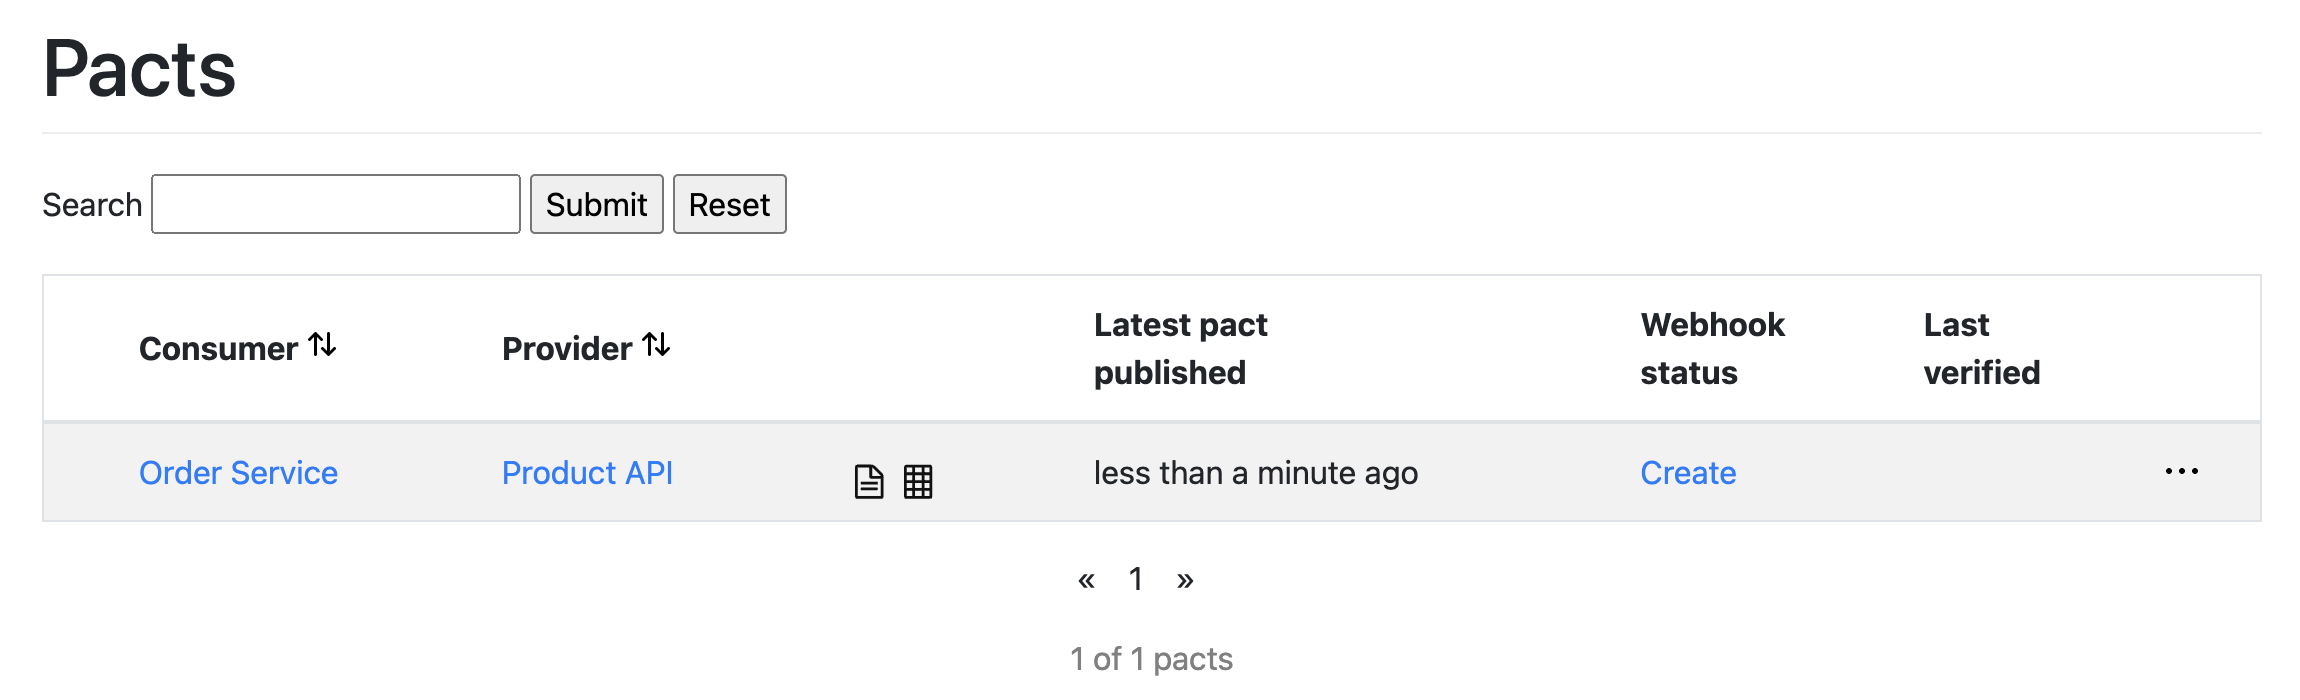 Pacts
Search Submit Reset
Consumer Provider Latest pact published Webhook status Last verified
Order Service Product API less than a minute ago Create ...
« 1 »
1 of 1 pacts